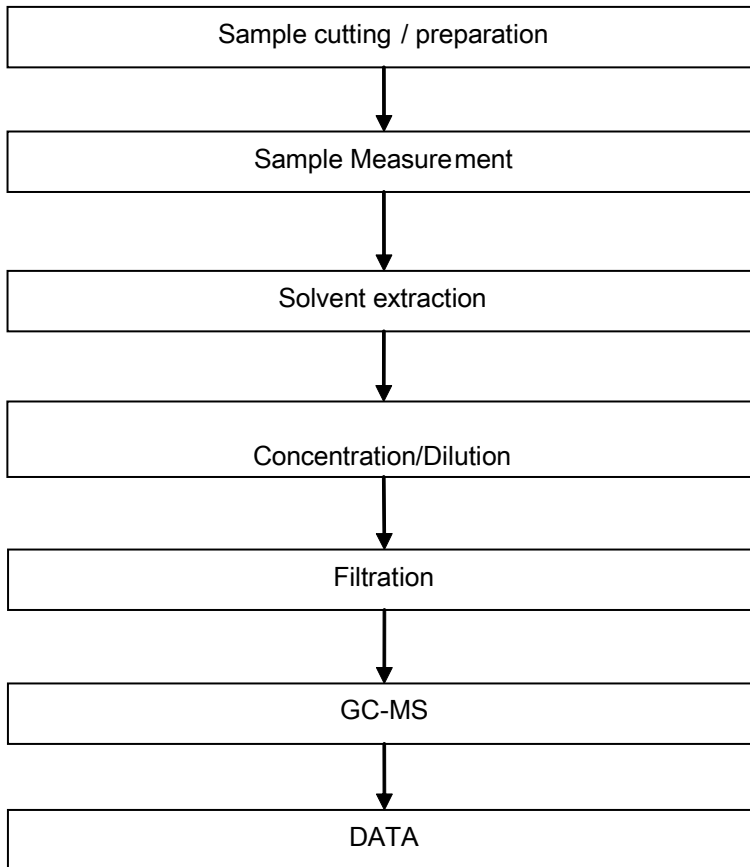 Sample cutting / preparation
Sample Measurement
Solvent extraction
Concentration/Dilution
Filtration
GC-MS
DATA